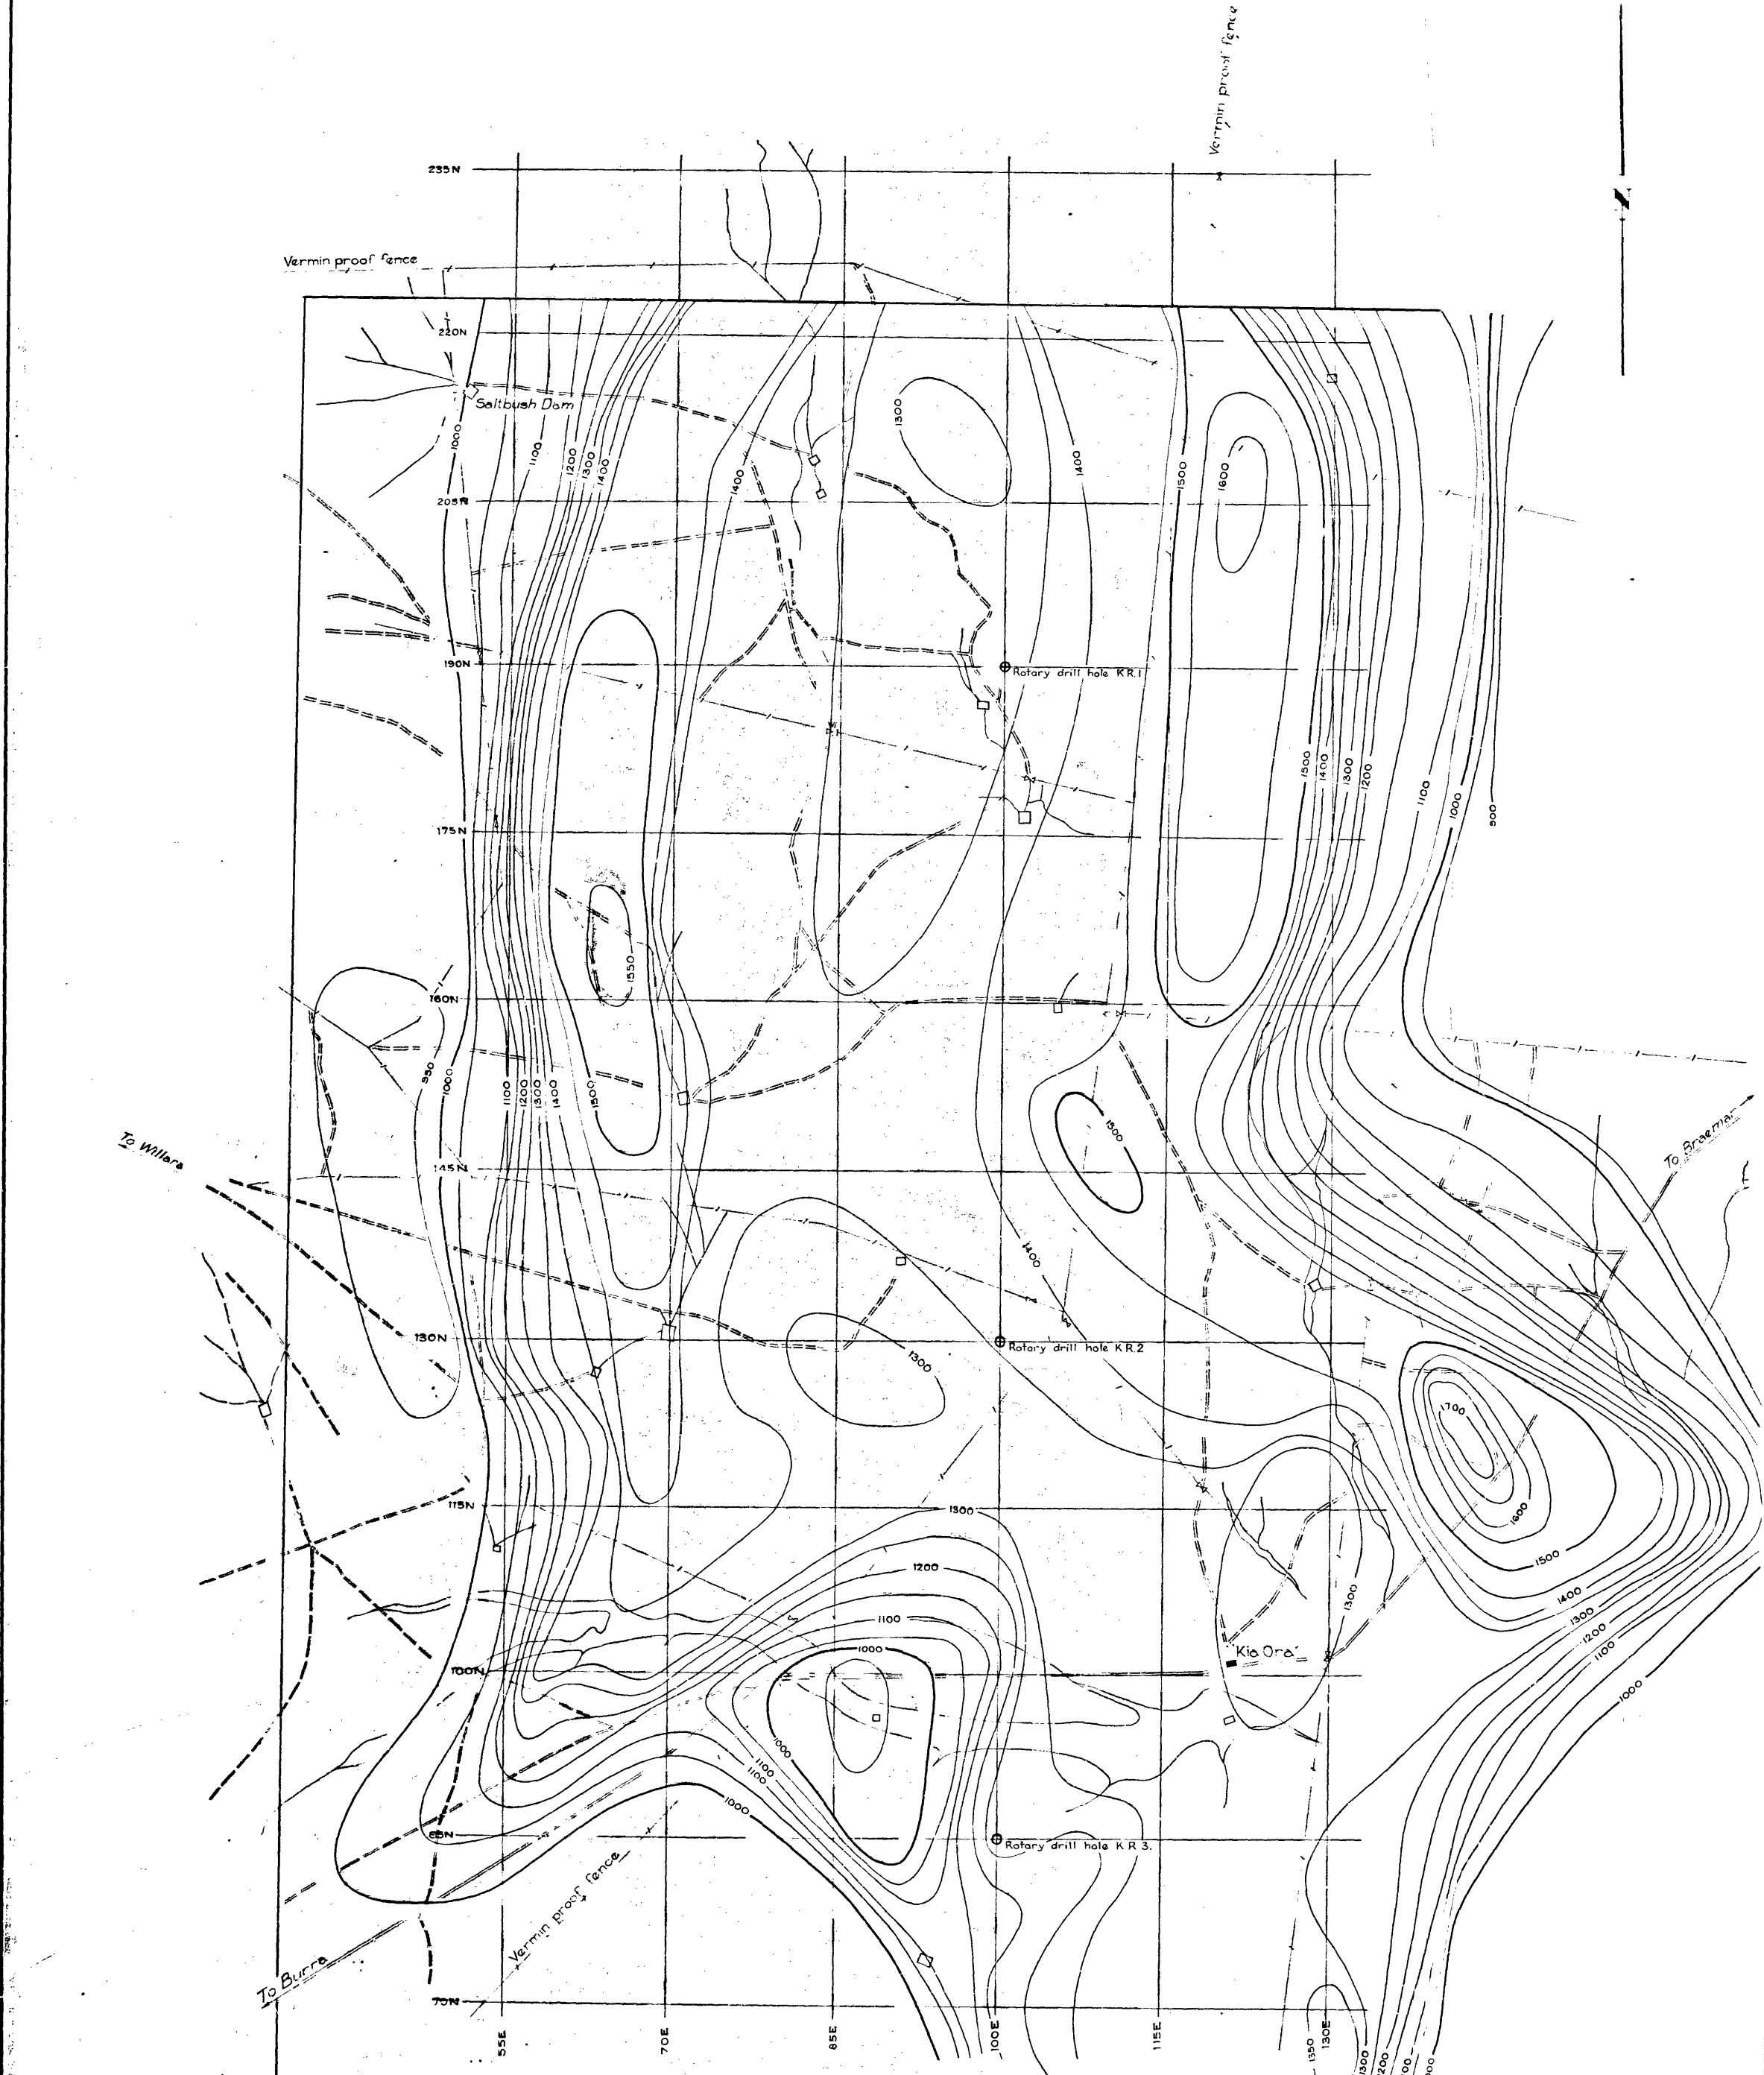 Vermin proof fence
235N
N
Vermin proof fence
220N
Saltbush Dam
1000
1100
1200
1300
1400
1400
1300
1400
1500
1600
205N
190N
Rotary drill hole K.R.1
1500
1400
1300
1200
1100
1000
900
175N
1550
160N
950
1000
1100
1200
1300
1400
1500
1500
To Willara
To Braemar
145N
1400
130N
Rotary drill hole K.R.2
1300
1700
115N
1300
1600
1500
1200
1400
1300
1300
1100
1200
1100
1000
Kia Ora
100N
1000
1000
1100
1100
1000
85N
Rotary drill hole K R 3.
Vermin proof fence
To Burra
70N
55E
70E
85E
100E
115E
130E
1350
1300